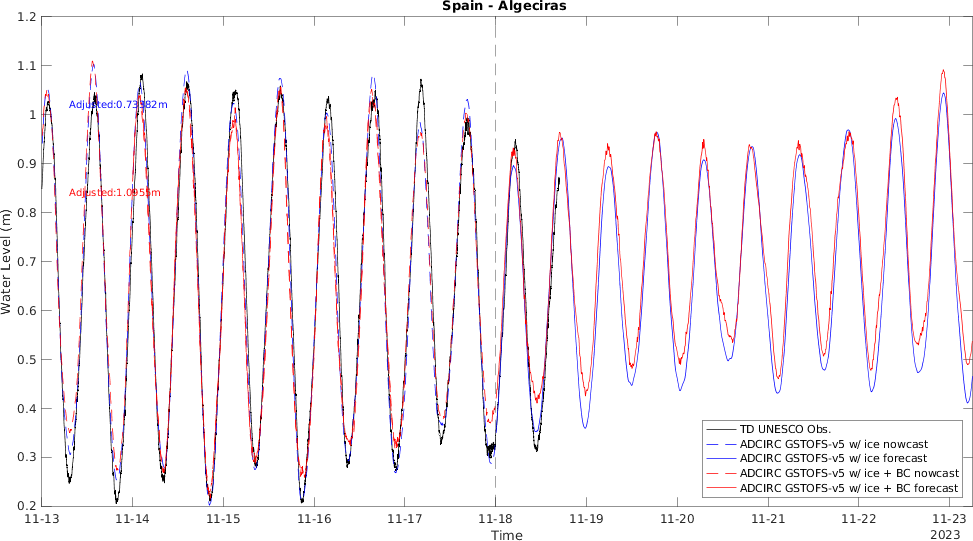 Spain - Algeciras
1.2
1.1
1
0.9
0.8
0.7
0.6
0.5
0.4
0.3
0.2
Water Level (m)
Adjusted:0.73382m
Adjusted:1.0955m
TD UNESCO Obs.
ADCIRC GSTOFS-v5 w/ ice nowcast
ADCIRC GSTOFS-v5 w/ ice forecast
ADCIRC GSTOFS-v5 w/ ice + BC nowcast
ADCIRC GSTOFS-v5 w/ ice + BC forecast
11-13 11-14 11-15 11-16 11-17 11-18 11-19 11-20 11-21 11-22 11-23
Time
2023